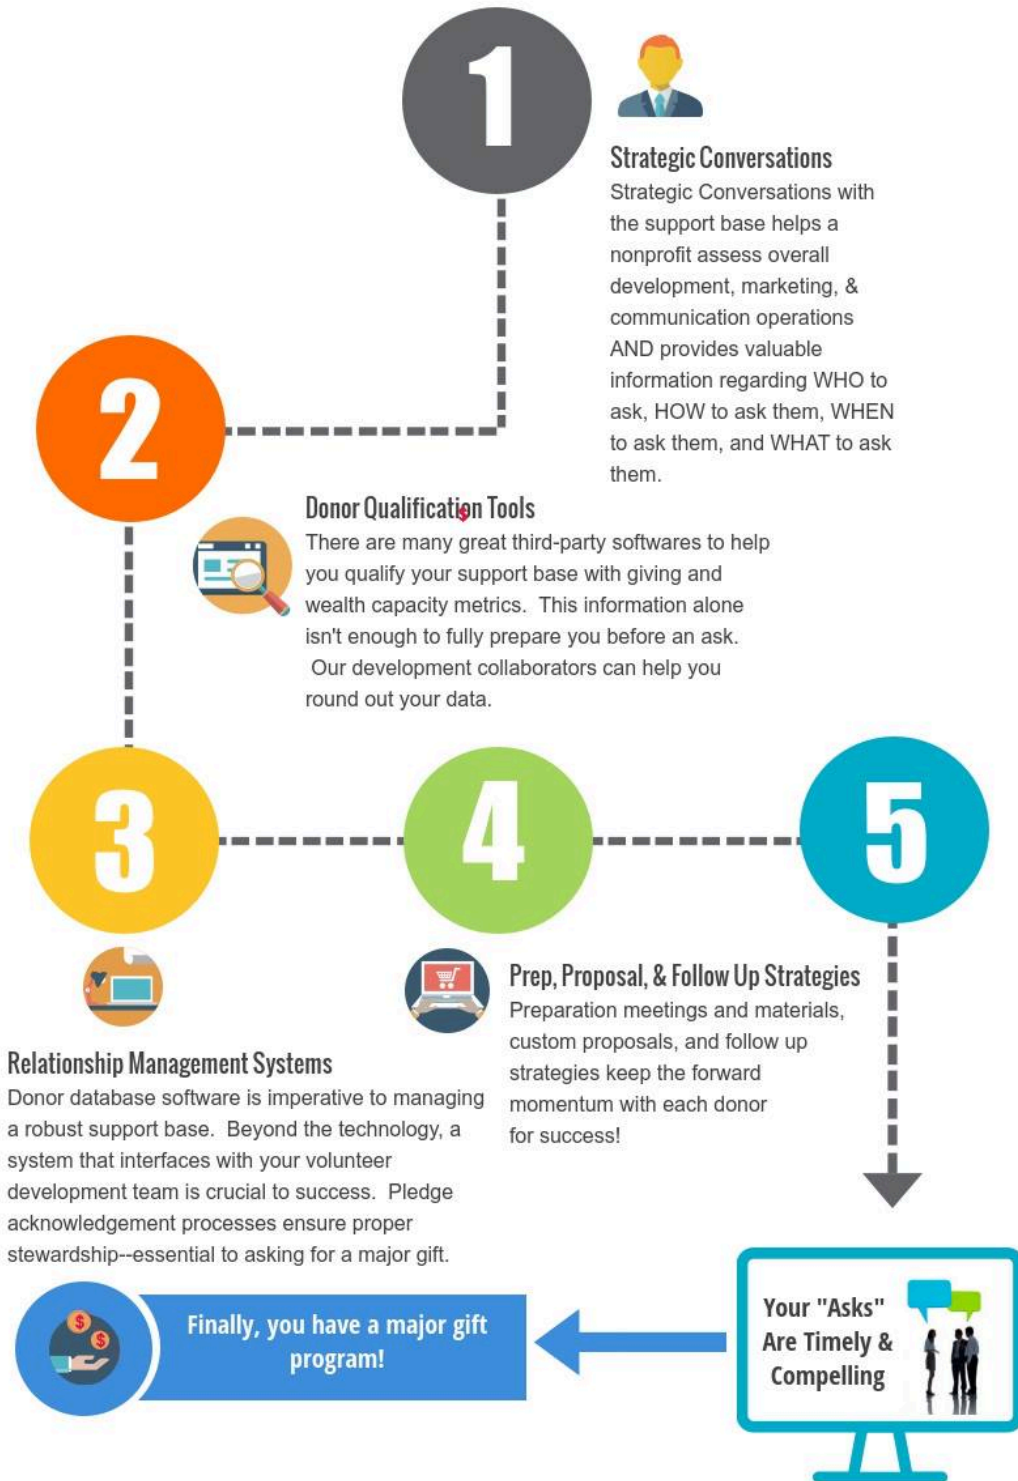 1
Strategic Conversations
Strategic Conversations with
the support base helps a
nonprofit assess overall
development, marketing, &
communication operations
AND provides valuable
information regarding WHO to
ask, HOW to ask them, WHEN
to ask them, and WHAT to ask
them.
2
Donor Qualification Tools
There are many great third-party softwares to help
you qualify your support base with giving and
wealth capacity metrics.  This information alone
isn't enough to fully prepare you before an ask.
Our development collaborators can help you
round out your data.
3
Relationship Management Systems
Donor database software is imperative to managing
a robust support base.  Beyond the technology, a
system that interfaces with your volunteer
development team is crucial to success.  Pledge
acknowledgement processes ensure proper
stewardship--essential to asking for a major gift.
4
Prep, Proposal, & Follow Up Strategies
Preparation meetings and materials,
custom proposals, and follow up
strategies keep the forward
momentum with each donor
for success!
5
Your "Asks"
Are Timely &
Compelling
$
$
Finally, you have a major gift
program!